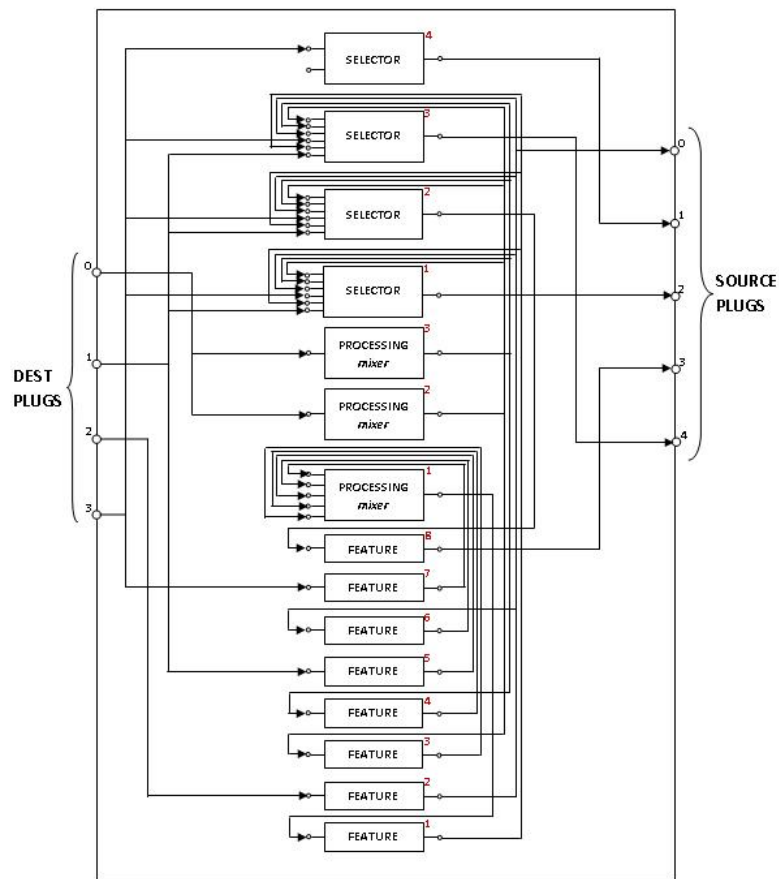 4
SELECTOR
3
SELECTOR
0
2
SELECTOR
1
0
1
SELECTOR
2
SOURCE
PLUGS
3
PROCESSING
mixer
1
3
DEST
PLUGS
2
PROCESSING
mixer
2
4
1
PROCESSING
mixer
3
8
FEATURE
7
FEATURE
6
FEATURE
5
FEATURE
4
FEATURE
3
FEATURE
2
FEATURE
1
FEATURE